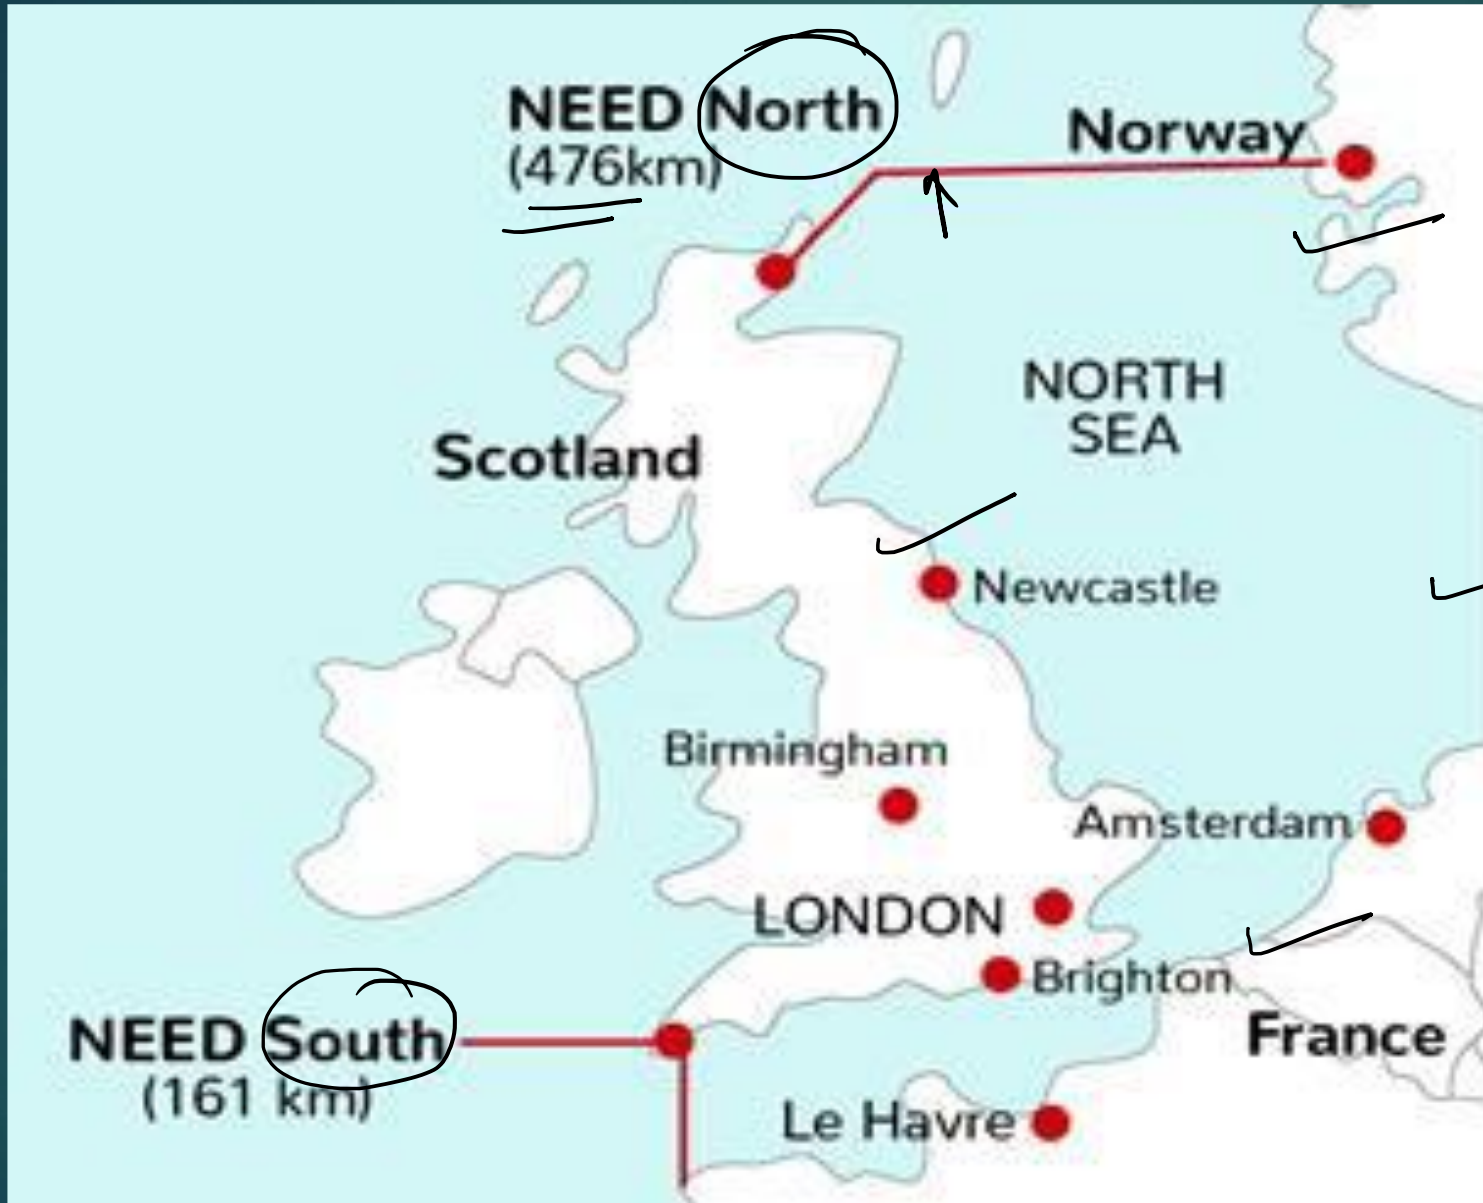 NEED North
(476km)
Norway
NORTH
SEA
Scotland
Newcastle
Birmingham
Amsterdam
LONDON
Brighton
NEED South
(161 km)
France
Le Havre